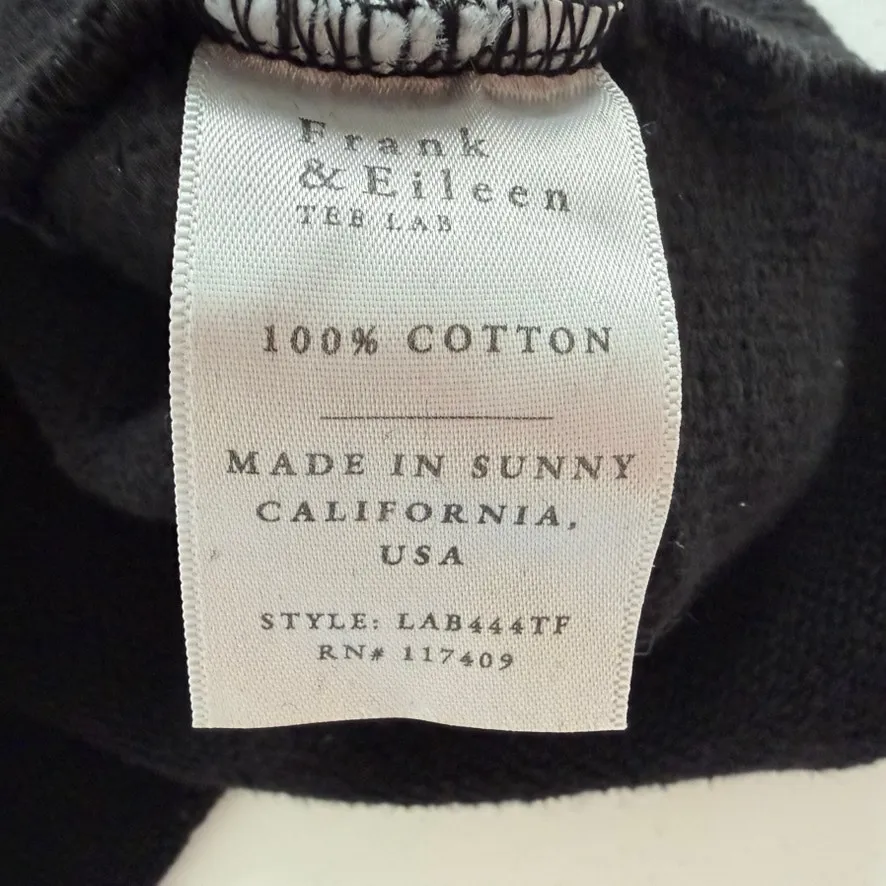 Frank
& Eileen
TEE LAB
100% COTTON
MADE IN SUNNY
CALIFORNIA,
USA
STYLE: LAB444TF
RN# 117409